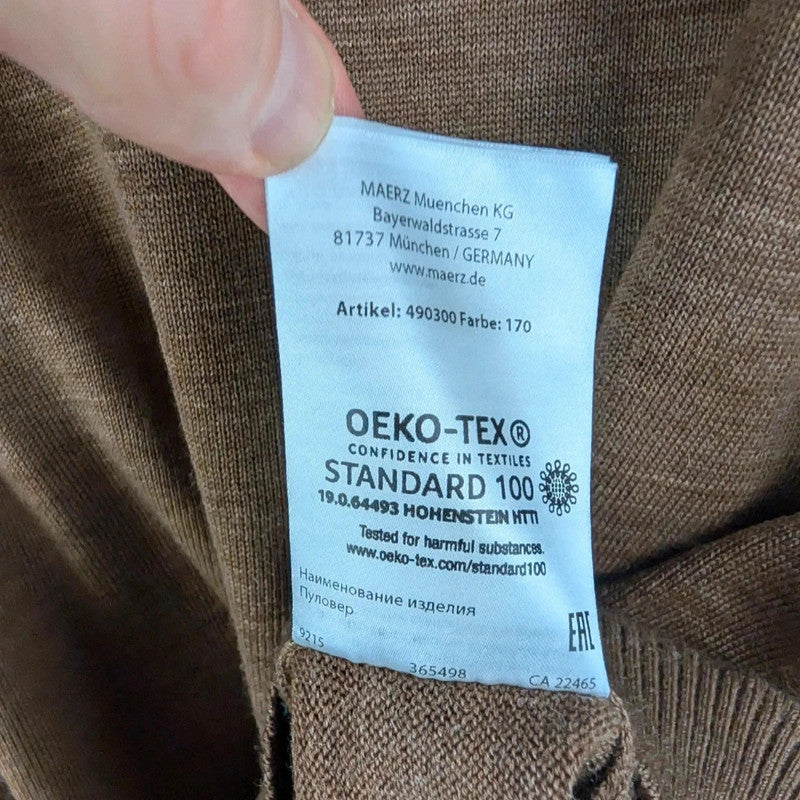 MAERZ Muenchen KG
Bayerwaldstrasse 7
81737 München / GERMANY
www.maerz.de
Artikel: 490300 Farbe: 170
OEKO-TEX®
CONFIDENCE IN TEXTILES
STANDARD 100
19.0.64493 HOHENSTEIN HTTI
Tested for harmful substances.
www.oeko-tex.com/standard100
Наименование изделия
Пуловер
EAC
9215 365498 CA 22465